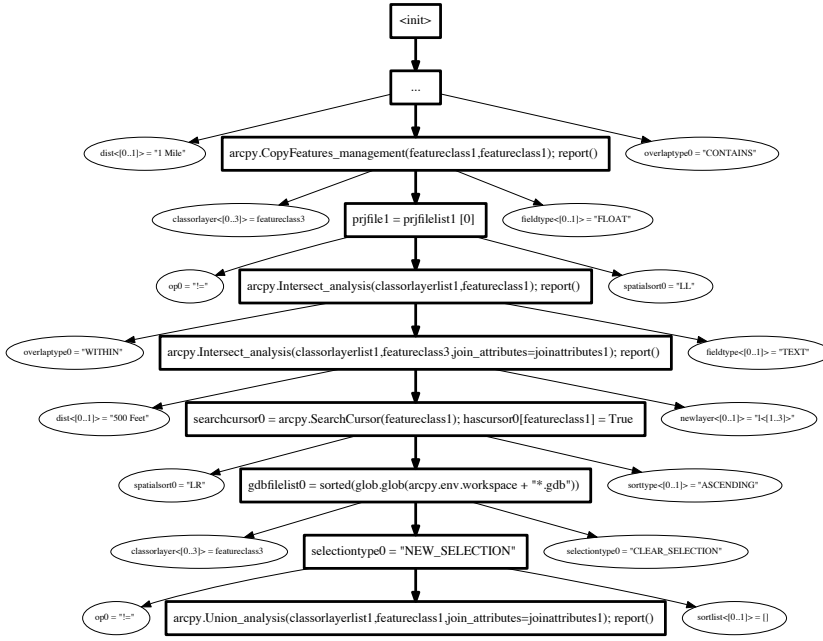 <init>
...
dist<[0..1]> = "1 Mile"
arcpy.CopyFeatures_management(featureclass1,featureclass1); report()
overlaptype0 = "CONTAINS"
classorlayer<[0..3]> = featureclass3
prjfile1 = prjfilelist1 [0]
fieldtype<[0..1]> = "FLOAT"
op0 = "!="
arcpy.Intersect_analysis(classorlayerlist1,featureclass1); report()
spatialsort0 = "LL"
overlaptype0 = "WITHIN"
arcpy.Intersect_analysis(classorlayerlist1,featureclass3,join_attributes=joinattributes1); report()
fieldtype<[0..1]> = "TEXT"
dist<[0..1]> = "500 Feet"
searchcursor0 = arcpy.SearchCursor(featureclass1); hascursor0[featureclass1] = True
newlayer<[0..1]> = "l<[1..3]>"
spatialsort0 = "LR"
gdbfilelist0 = sorted(glob.glob(arcpy.env.workspace + "*.gdb"))
sorttype<[0..1]> = "ASCENDING"
classorlayer<[0..3]> = featureclass3
selectiontype0 = "NEW_SELECTION"
selectiontype0 = "CLEAR_SELECTION"
op0 = "!="
arcpy.Union_analysis(classorlayerlist1,featureclass1,join_attributes=joinattributes1); report()
sortlist<[0..1]> = []